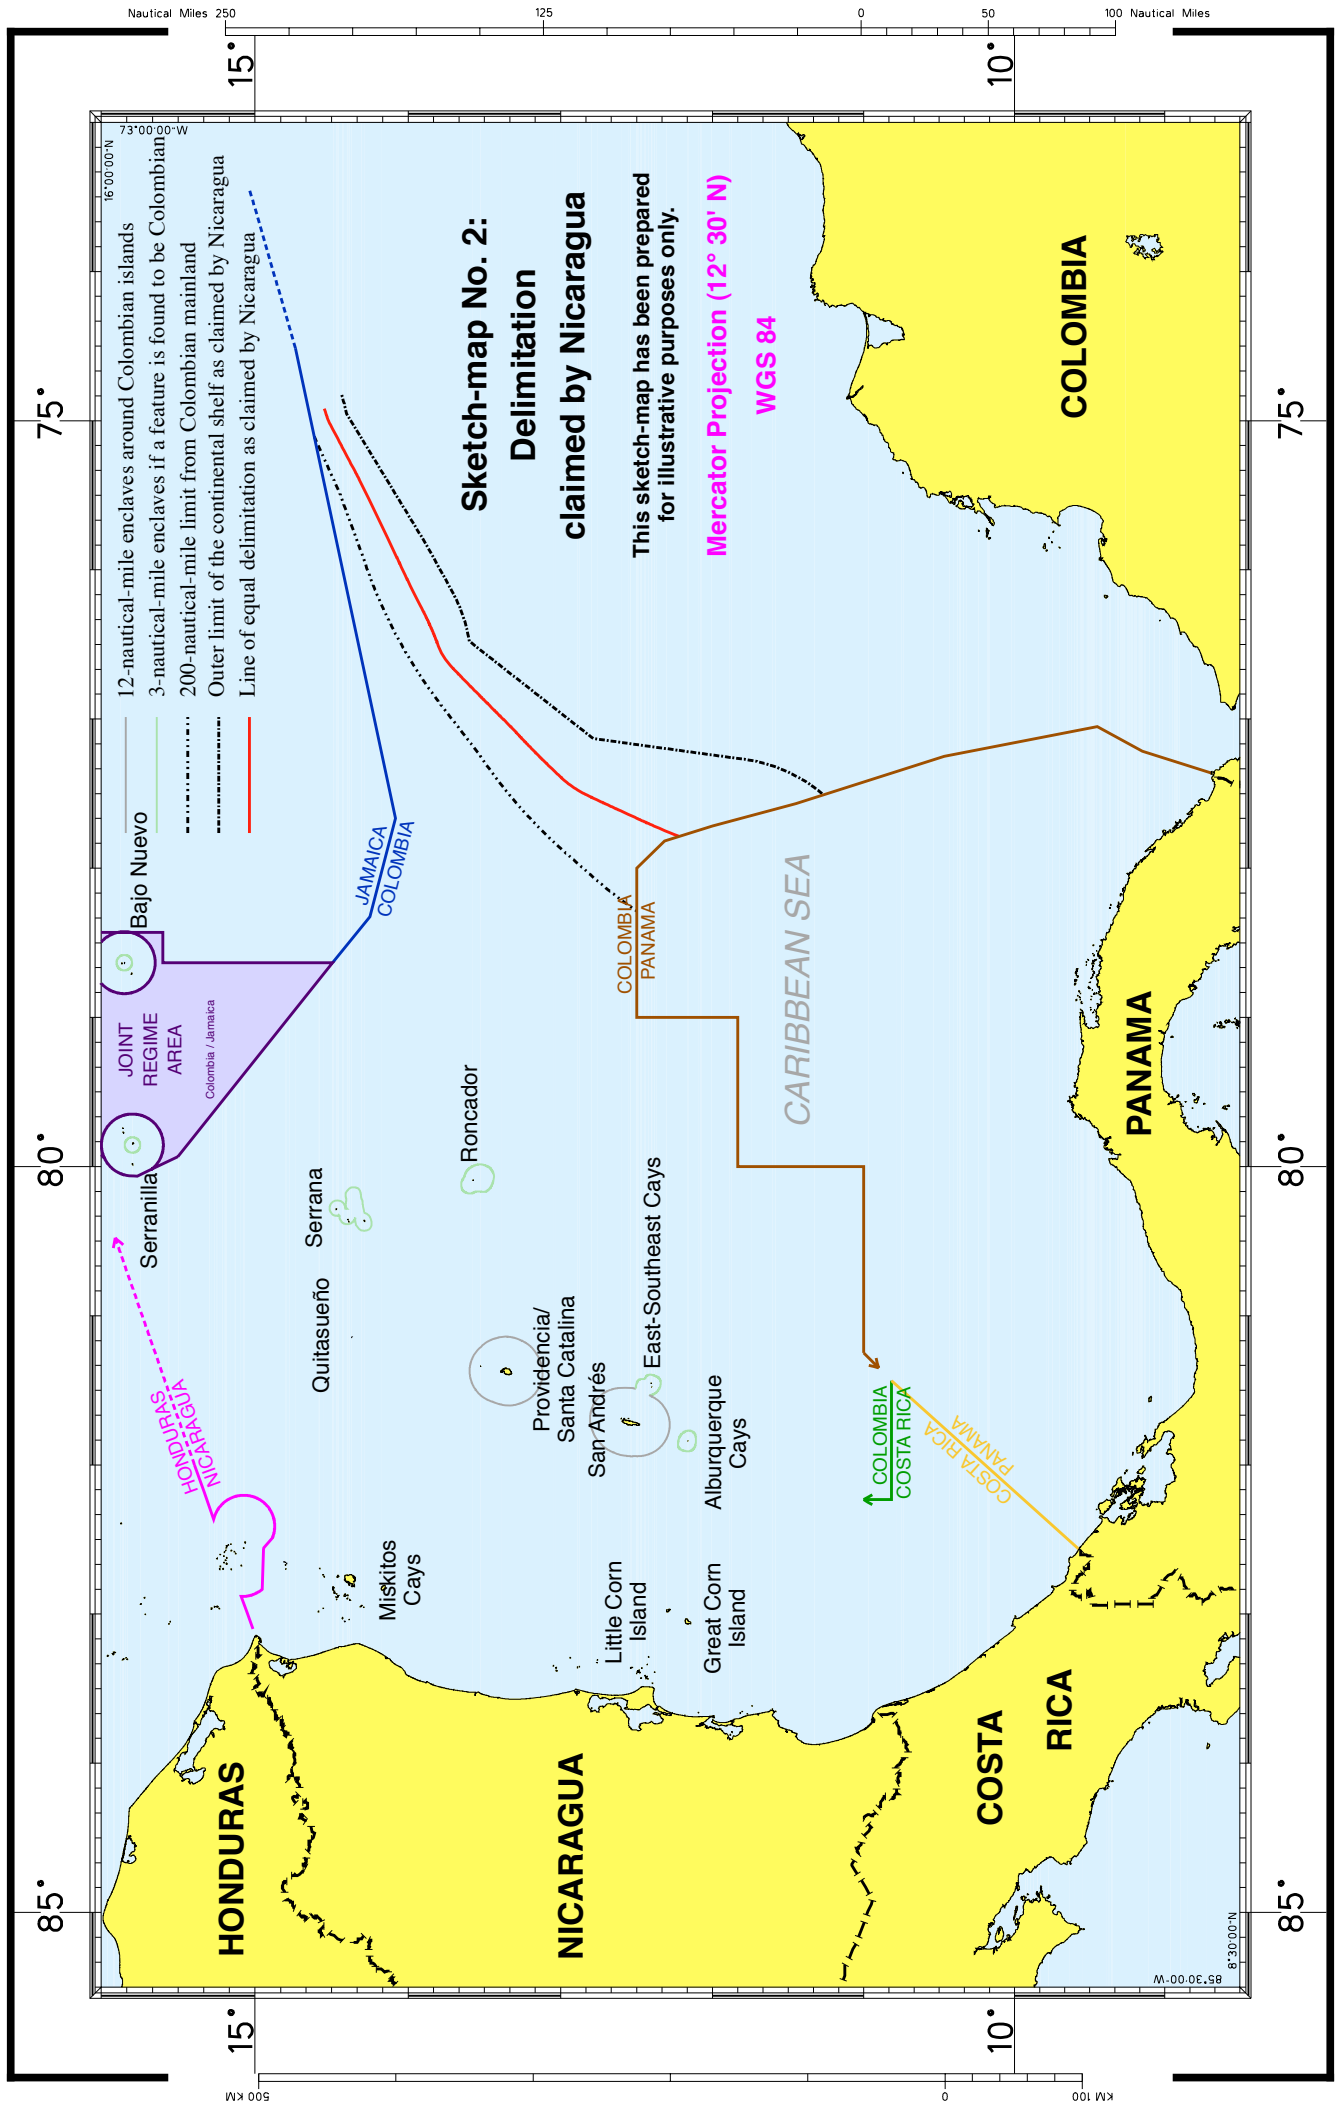 Sketch-map No. 2:
Delimitation
claimed by Nicaragua
This sketch-map has been prepared
for illustrative purposes only.
Mercator Projection (12° 30' N)
WGS 84
12-nautical-mile enclaves around Colombian islands
3-nautical-mile enclaves if a feature is found to be Colombian
200-nautical-mile limit from Colombian mainland
Outer limit of the continental shelf as claimed by Nicaragua
Line of equal delimitation as claimed by Nicaragua
16°00·00·N
73°00·00·W
Bajo Nuevo
JOINT
REGIME
AREA
Colombia / Jamaica
Serranilla
JAMAICA
COLOMBIA
HONDURAS
NICARAGUA
Serrana
Roncador
Quitasueño
Providencia/
Santa Catalina
San Andrés
East-Southeast Cays
Alburquerque
Cays
Miskitos
Cays
Little Corn
Island
Great Corn
Island
COLOMBIA
PANAMA
CARIBBEAN SEA
COLOMBIA
COSTA RICA
COSTA RICA
PANAMA
HONDURAS
NICARAGUA
COSTA
RICA
PANAMA
COLOMBIA
8°30·00·N
85°30·00·W
85°
80°
75°
85°
80°
75°
15°
10°
15°
10°
Nautical Miles 250
125
0
50
100 Nautical Miles
500 KM
0
KM 100